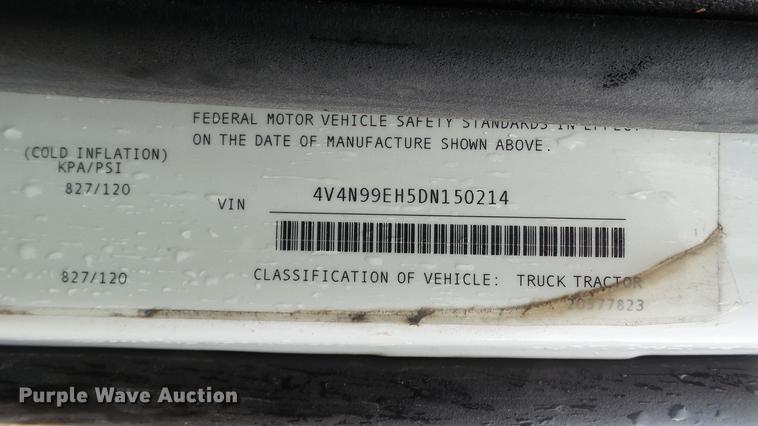 FEDERAL MOTOR VEHICLE SAFETY STANDARDS IN EFFECT
ON THE DATE OF MANUFACTURE SHOWN ABOVE.
(COLD INFLATION)
KPA/PSI
827/120
VIN 4V4N99EH5DN150214
827/120
CLASSIFICATION OF VEHICLE: TRUCK TRACTOR
20377823
Purple Wave Auction